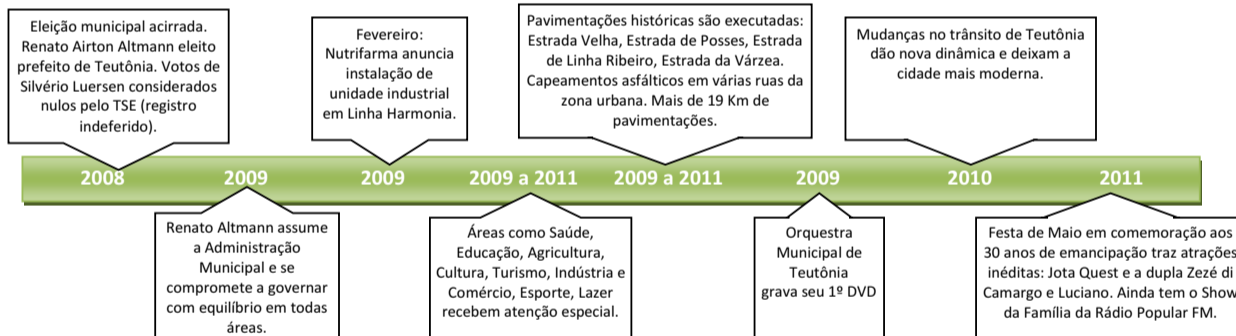 Eleição municipal acirrada.
Renato Airton Altmann eleito
prefeito de Teutônia. Votos de
Silvério Luersen considerados
nulos pelo TSE (registro
indeferido).
Fevereiro:
Nutrifarma anuncia
instalação de
unidade industrial
em Linha Harmonia.
Pavimentações históricas são executadas:
Estrada Velha, Estrada de Posses, Estrada
de Linha Ribeiro, Estrada da Várzea.
Capeamentos asfálticos em várias ruas da
zona urbana. Mais de 19 Km de
pavimentações.
Mudanças no trânsito de Teutônia
dão nova dinâmica e deixam a
cidade mais moderna.
2008 2009 2009 2009 a 2011 2009 a 2011 2009 2010 2011
Renato Altmann assume
a Administração
Municipal e se
compromete a governar
com equilíbrio em todas
áreas.
Áreas como Saúde,
Educação, Agricultura,
Cultura, Turismo, Indústria e
Comércio, Esporte, Lazer
recebem atenção especial.
Orquestra
Municipal de
Teutônia
grava seu 1º DVD
Festa de Maio em comemoração aos
30 anos de emancipação traz atrações
inéditas: Jota Quest e a dupla Zezé di
Camargo e Luciano. Ainda tem o Show
da Família da Rádio Popular FM.